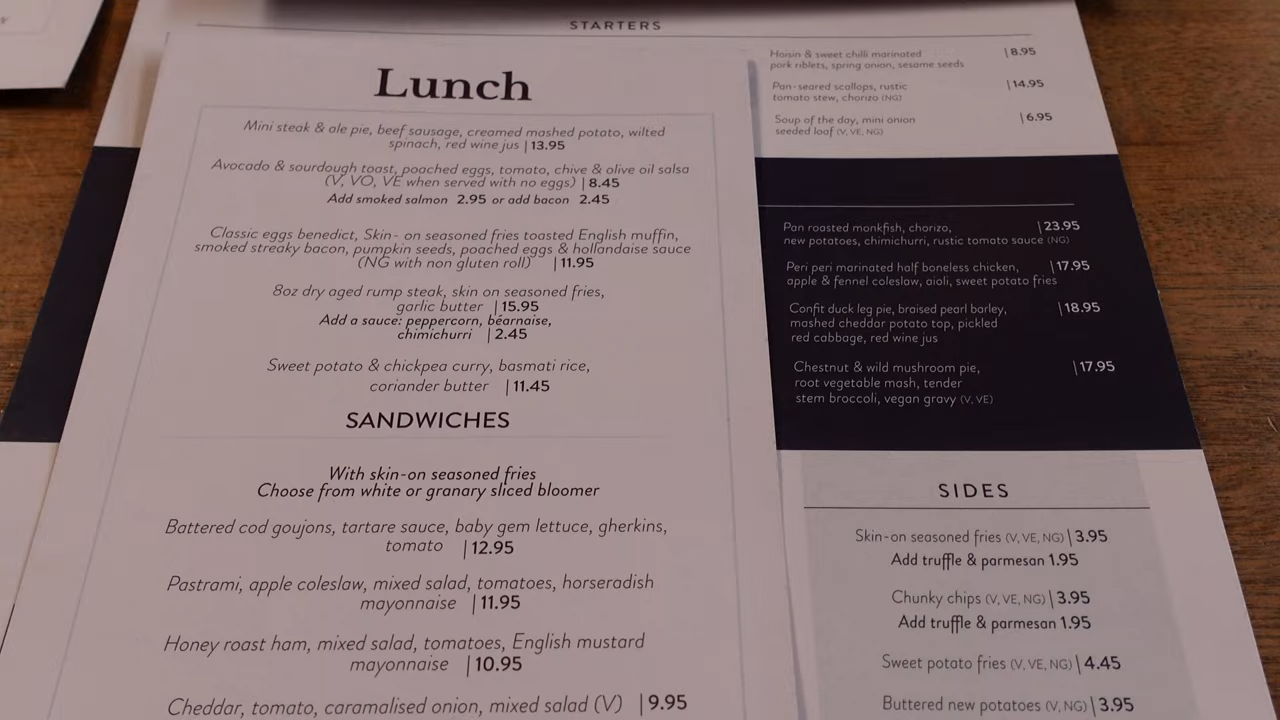 Lunch
Mini steak & ale pie, beef sausage, creamed mashed potato, wilted
spinach, red wine jus | 13.95
Avocado & sourdough toast, poached eggs, tomato, chive & olive oil salsa
(V, VO, VE when served with no eggs) | 8.45
Add smoked salmon 2.95 or add bacon 2.45
Classic eggs benedict, Skin- on seasoned fries toasted English muffin,
smoked streaky bacon, pumpkin seeds, poached eggs & hollandaise sauce
(NG with non gluten roll) | 11.95
8oz dry aged rump steak, skin on seasoned fries,
garlic butter | 15.95
Add a sauce: peppercorn, béarnaise,
chimichurri | 2.45
Sweet potato & chickpea curry, basmati rice,
coriander butter | 11.45
SANDWICHES
With skin-on seasoned fries
Choose from white or granary sliced bloomer
Battered cod goujons, tartare sauce, baby gem lettuce, gherkins,
tomato | 12.95
Pastrami, apple coleslaw, mixed salad, tomatoes, horseradish
mayonnaise | 11.95
Honey roast ham, mixed salad, tomatoes, English mustard
mayonnaise | 10.95
Cheddar, tomato, caramalised onion, mixed salad (V) | 9.95
STARTERS
Hoisin & sweet chilli marinated | 8.95
pork riblets, spring onion, sesame seeds
Pan-seared scallops, rustic | 14.95
tomato stew, chorizo (NG)
Soup of the day, mini onion | 6.95
seeded loaf (V, VE, NG)
Pan roasted monkfish, chorizo, | 23.95
new potatoes, chimichurri, rustic tomato sauce (NG)
Peri peri marinated half boneless chicken, | 17.95
apple & fennel coleslaw, aioli, sweet potato fries
Confit duck leg pie, braised pearl barley, | 18.95
mashed cheddar potato top, pickled
red cabbage, red wine jus
Chestnut & wild mushroom pie, | 17.95
root vegetable mash, tender
stem broccoli, vegan gravy (V, VE)
SIDES
Skin-on seasoned fries (V, VE, NG) | 3.95
Add truffle & parmesan 1.95
Chunky chips (V, VE, NG) | 3.95
Add truffle & parmesan 1.95
Sweet potato fries (V, VE, NG) | 4.45
Buttered new potatoes (V, NG) | 3.95